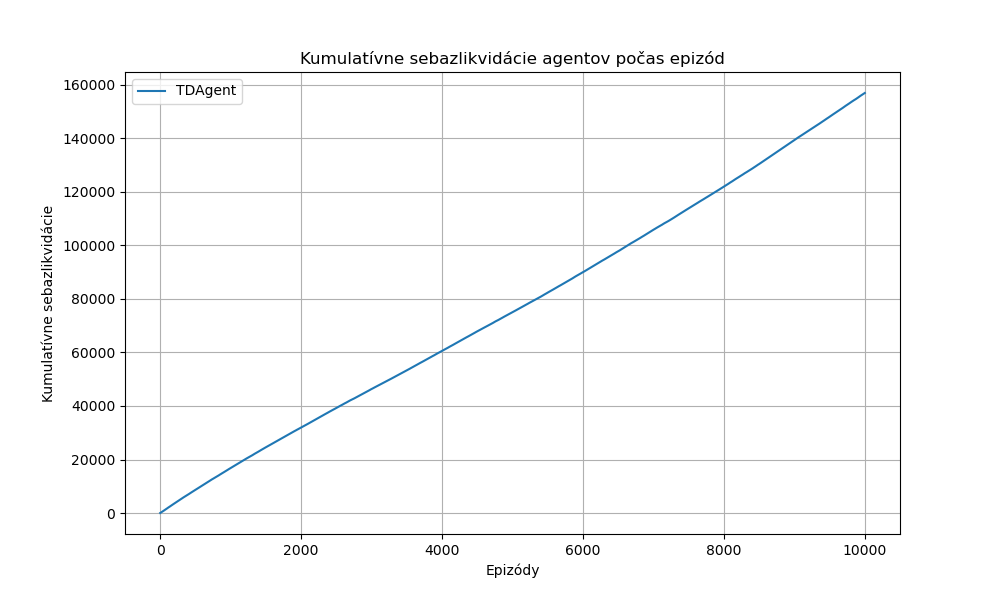 Kumulatívne sebazlikvidácie agentov počas epizód
TDAgent
Kumulatívne sebazlikvidácie
160000
140000
120000
100000
80000
60000
40000
20000
0
0 2000 4000 6000 8000 10000
Epizódy